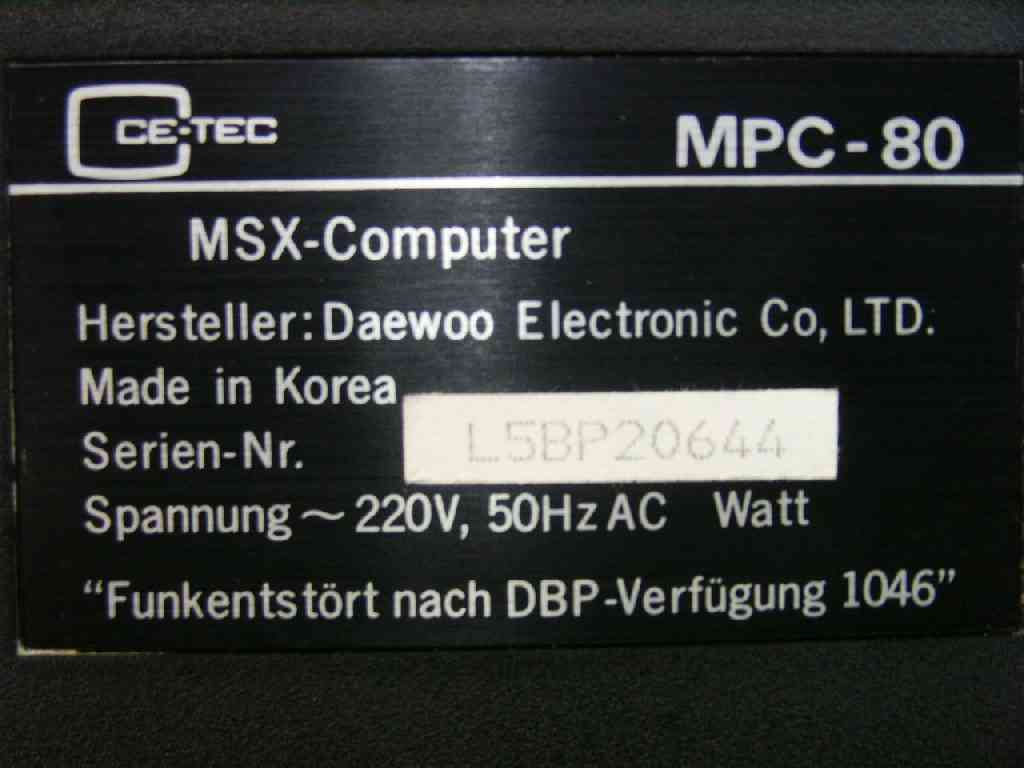 CE-TEC MPC-80
MSX-Computer
Hersteller: Daewoo Electronic Co, LTD.
Made in Korea
Serien-Nr. L5BP20644
Spannung ~ 220V, 50Hz AC Watt
“Funkentstört nach DBP-Verfügung 1046”